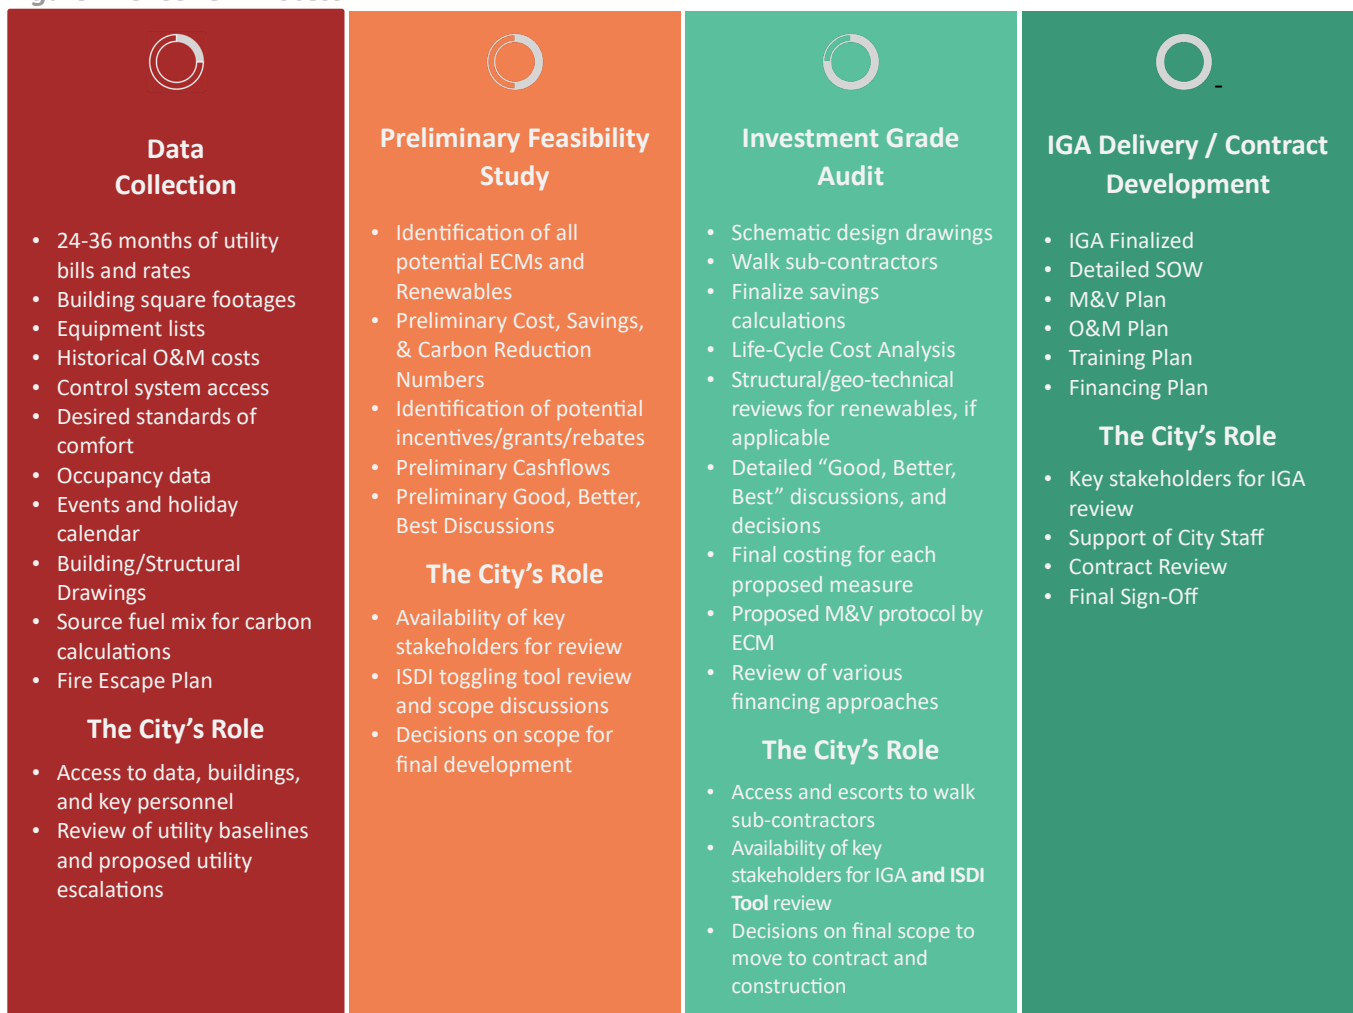 Data
Collection
• 24-36 months of utility
bills and rates
• Building square footages
• Equipment lists
• Historical O&M costs
• Control system access
• Desired standards of
comfort
• Occupancy data
• Events and holiday
calendar
• Building/Structural
Drawings
• Source fuel mix for carbon
calculations
• Fire Escape Plan
The City’s Role
• Access to data, buildings,
and key personnel
• Review of utility baselines
and proposed utility
escalations
Preliminary Feasibility
Study
• Identification of all
potential ECMs and
Renewables
• Preliminary Cost, Savings,
& Carbon Reduction
Numbers
• Identification of potential
incentives/grants/rebates
• Preliminary Cashflows
• Preliminary Good, Better,
Best Discussions
The City’s Role
• Availability of key
stakeholders for review
• ISDI toggling tool review
and scope discussions
• Decisions on scope for
final development
Investment Grade
Audit
• Schematic design drawings
• Walk sub-contractors
• Finalize savings
calculations
• Life-Cycle Cost Analysis
• Structural/geo-technical
reviews for renewables, if
applicable
• Detailed “Good, Better,
Best” discussions, and
decisions
• Final costing for each
proposed measure
• Proposed M&V protocol by
ECM
• Review of various
financing approaches
The City’s Role
• Access and escorts to walk
sub-contractors
• Availability of key
stakeholders for IGA and ISDI
Tool review
• Decisions on final scope to
move to contract and
construction
-
IGA Delivery / Contract
Development
• IGA Finalized
• Detailed SOW
• M&V Plan
• O&M Plan
• Training Plan
• Financing Plan
The City’s Role
• Key stakeholders for IGA
review
• Support of City Staff
• Contract Review
• Final Sign-Off